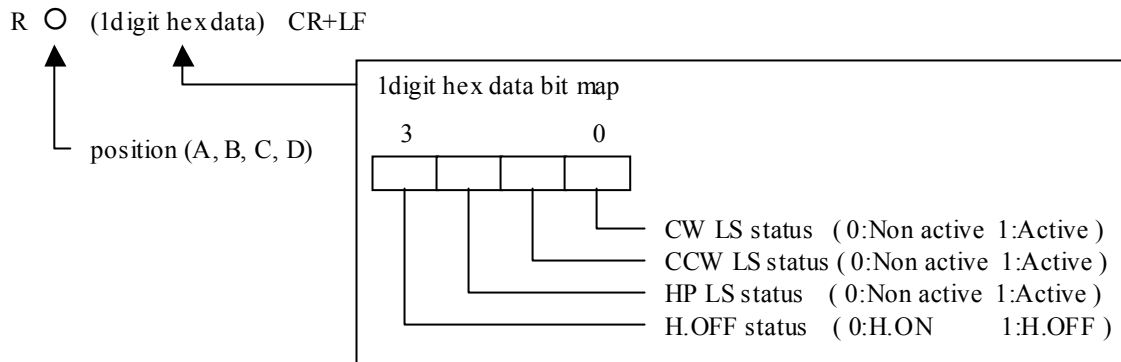 R ○ (1digit hex data) CR+LF
1digit hex data bit map
3 0
position (A, B, C, D)
CW LS status ( 0:Non active 1:Active )
CCW LS status ( 0:Non active 1:Active )
HP LS status ( 0:Non active 1:Active )
H.OFF status ( 0:H.ON 1:H.OFF )